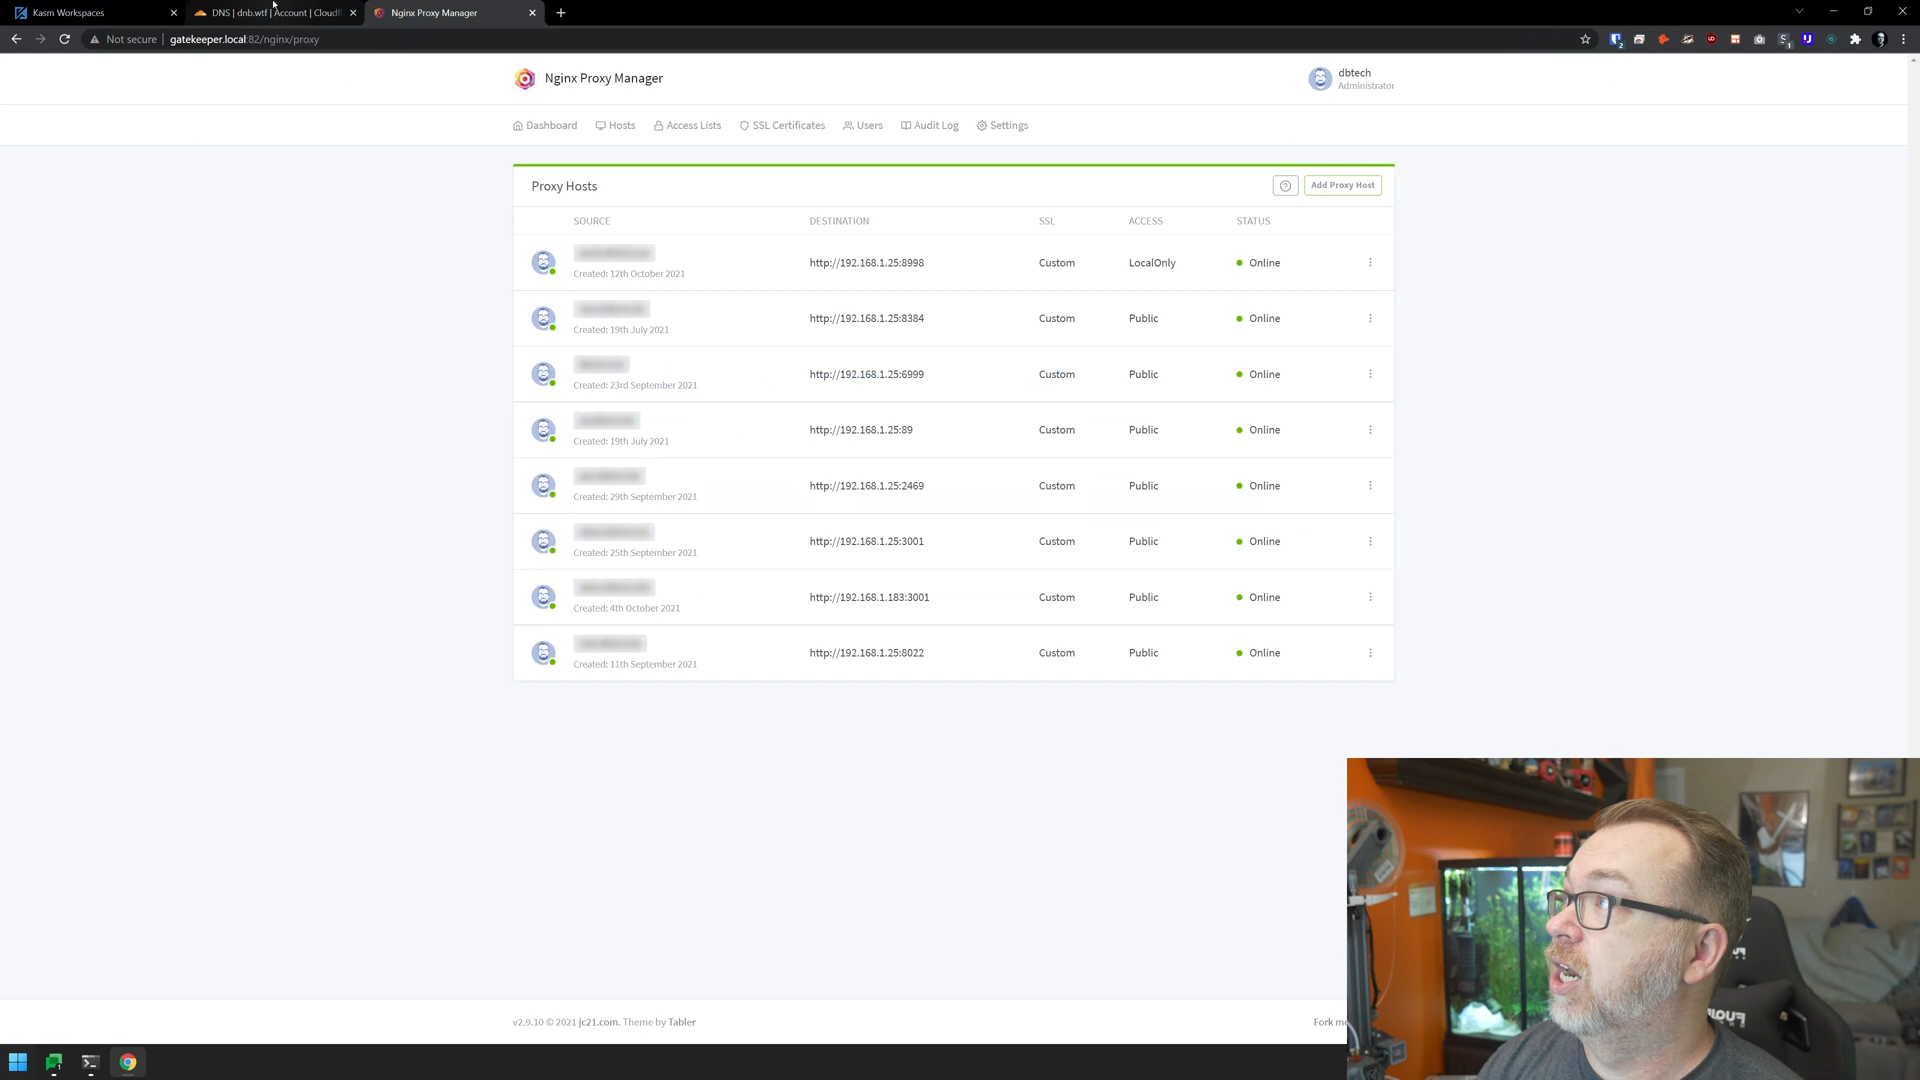 Kasm Workspaces
DNS | dnb.wtf | Account | Cloudfl
Nginx Proxy Manager
Not secure
gatekeeper.local:82/nginx/proxy
Nginx Proxy Manager
dbtech
Administrator
Dashboard
Hosts
Access Lists
SSL Certificates
Users
Audit Log
Settings
Proxy Hosts
Add Proxy Host
SOURCE
DESTINATION
SSL
ACCESS
STATUS
Created: 12th October 2021
http://192.168.1.25:8998
Custom
LocalOnly
Online
Created: 19th July 2021
http://192.168.1.25:8384
Custom
Public
Online
Created: 23rd September 2021
http://192.168.1.25:6999
Custom
Public
Online
Created: 19th July 2021
http://192.168.1.25:89
Custom
Public
Online
Created: 29th September 2021
http://192.168.1.25:2469
Custom
Public
Online
Created: 25th September 2021
http://192.168.1.25:3001
Custom
Public
Online
Created: 4th October 2021
http://192.168.1.183:3001
Custom
Public
Online
Created: 11th September 2021
http://192.168.1.25:8022
Custom
Public
Online
v2.9.10 © 2021 jc21.com. Theme by Tabler
Fork me